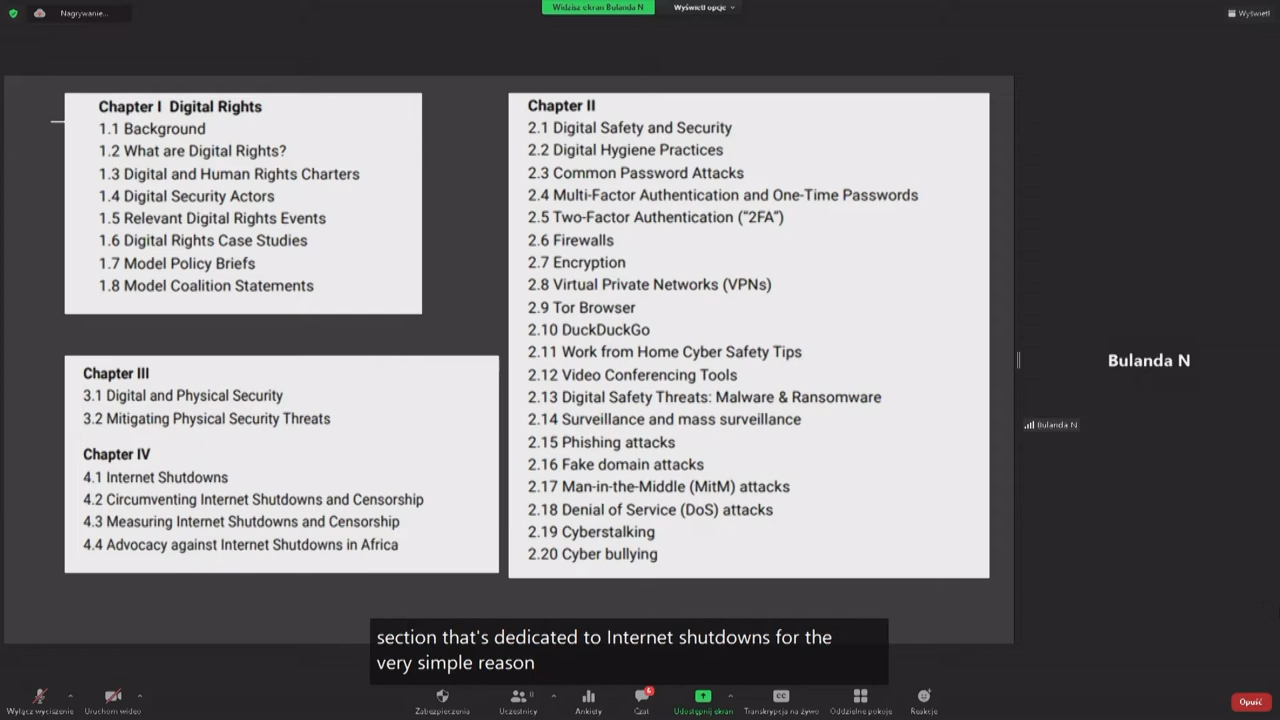 Nagrywanie...
Widzisz ekran Bulanda N
Wyświetl opcje
Wyświetl
Chapter I Digital Rights
1.1 Background
1.2 What are Digital Rights?
1.3 Digital and Human Rights Charters
1.4 Digital Security Actors
1.5 Relevant Digital Rights Events
1.6 Digital Rights Case Studies
1.7 Model Policy Briefs
1.8 Model Coalition Statements
Chapter III
3.1 Digital and Physical Security
3.2 Mitigating Physical Security Threats
Chapter IV
4.1 Internet Shutdowns
4.2 Circumventing Internet Shutdowns and Censorship
4.3 Measuring Internet Shutdowns and Censorship
4.4 Advocacy against Internet Shutdowns in Africa
Chapter II
2.1 Digital Safety and Security
2.2 Digital Hygiene Practices
2.3 Common Password Attacks
2.4 Multi-Factor Authentication and One-Time Passwords
2.5 Two-Factor Authentication ("2FA")
2.6 Firewalls
2.7 Encryption
2.8 Virtual Private Networks (VPNs)
2.9 Tor Browser
2.10 DuckDuckGo
2.11 Work from Home Cyber Safety Tips
2.12 Video Conferencing Tools
2.13 Digital Safety Threats: Malware & Ransomware
2.14 Surveillance and mass surveillance
2.15 Phishing attacks
2.16 Fake domain attacks
2.17 Man-in-the-Middle (MitM) attacks
2.18 Denial of Service (DoS) attacks
2.19 Cyberstalking
2.20 Cyber bullying
Bulanda N
Bulanda N
section that's dedicated to Internet shutdowns for the
very simple reason
Wyłącz wyciszenie
Uruchom wideo
Zabezpieczenia
Uczestnicy
8
Ankiety
Czat
6
Udostępnij ekran
CC
Transkrypcja na żywo
Oddzielne pokoje
Reakcje
Opuść